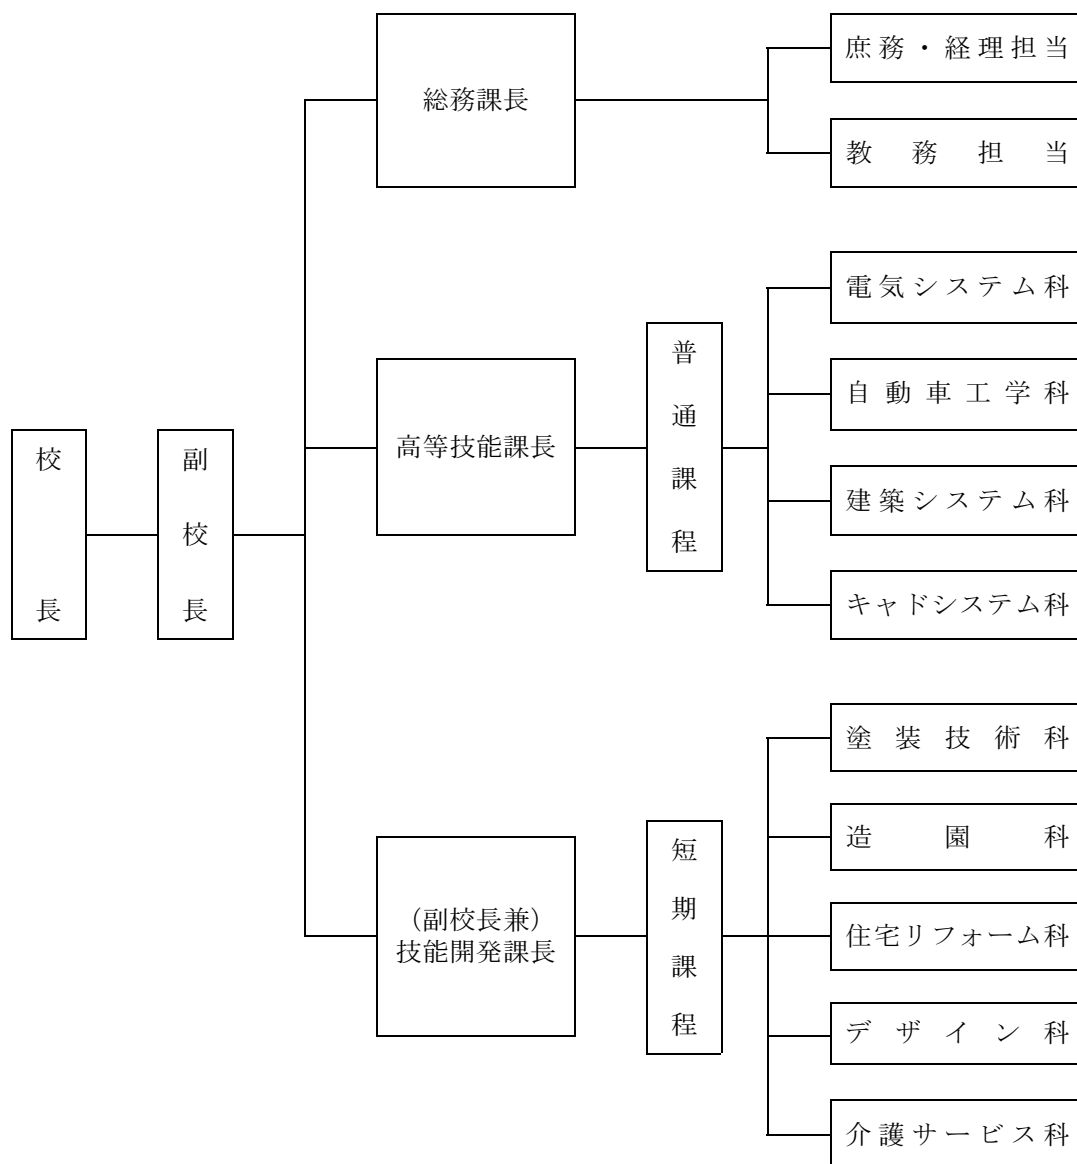 校長
副校長
総務課長
庶務・経理担当
教務担当
高等技能課長
普通課程
電気システム科
自動車工学科
建築システム科
キャドシステム科
（副校長兼）
技能開発課長
短期課程
塗装技術科
造園科
住宅リフォーム科
デザイン科
介護サービス科